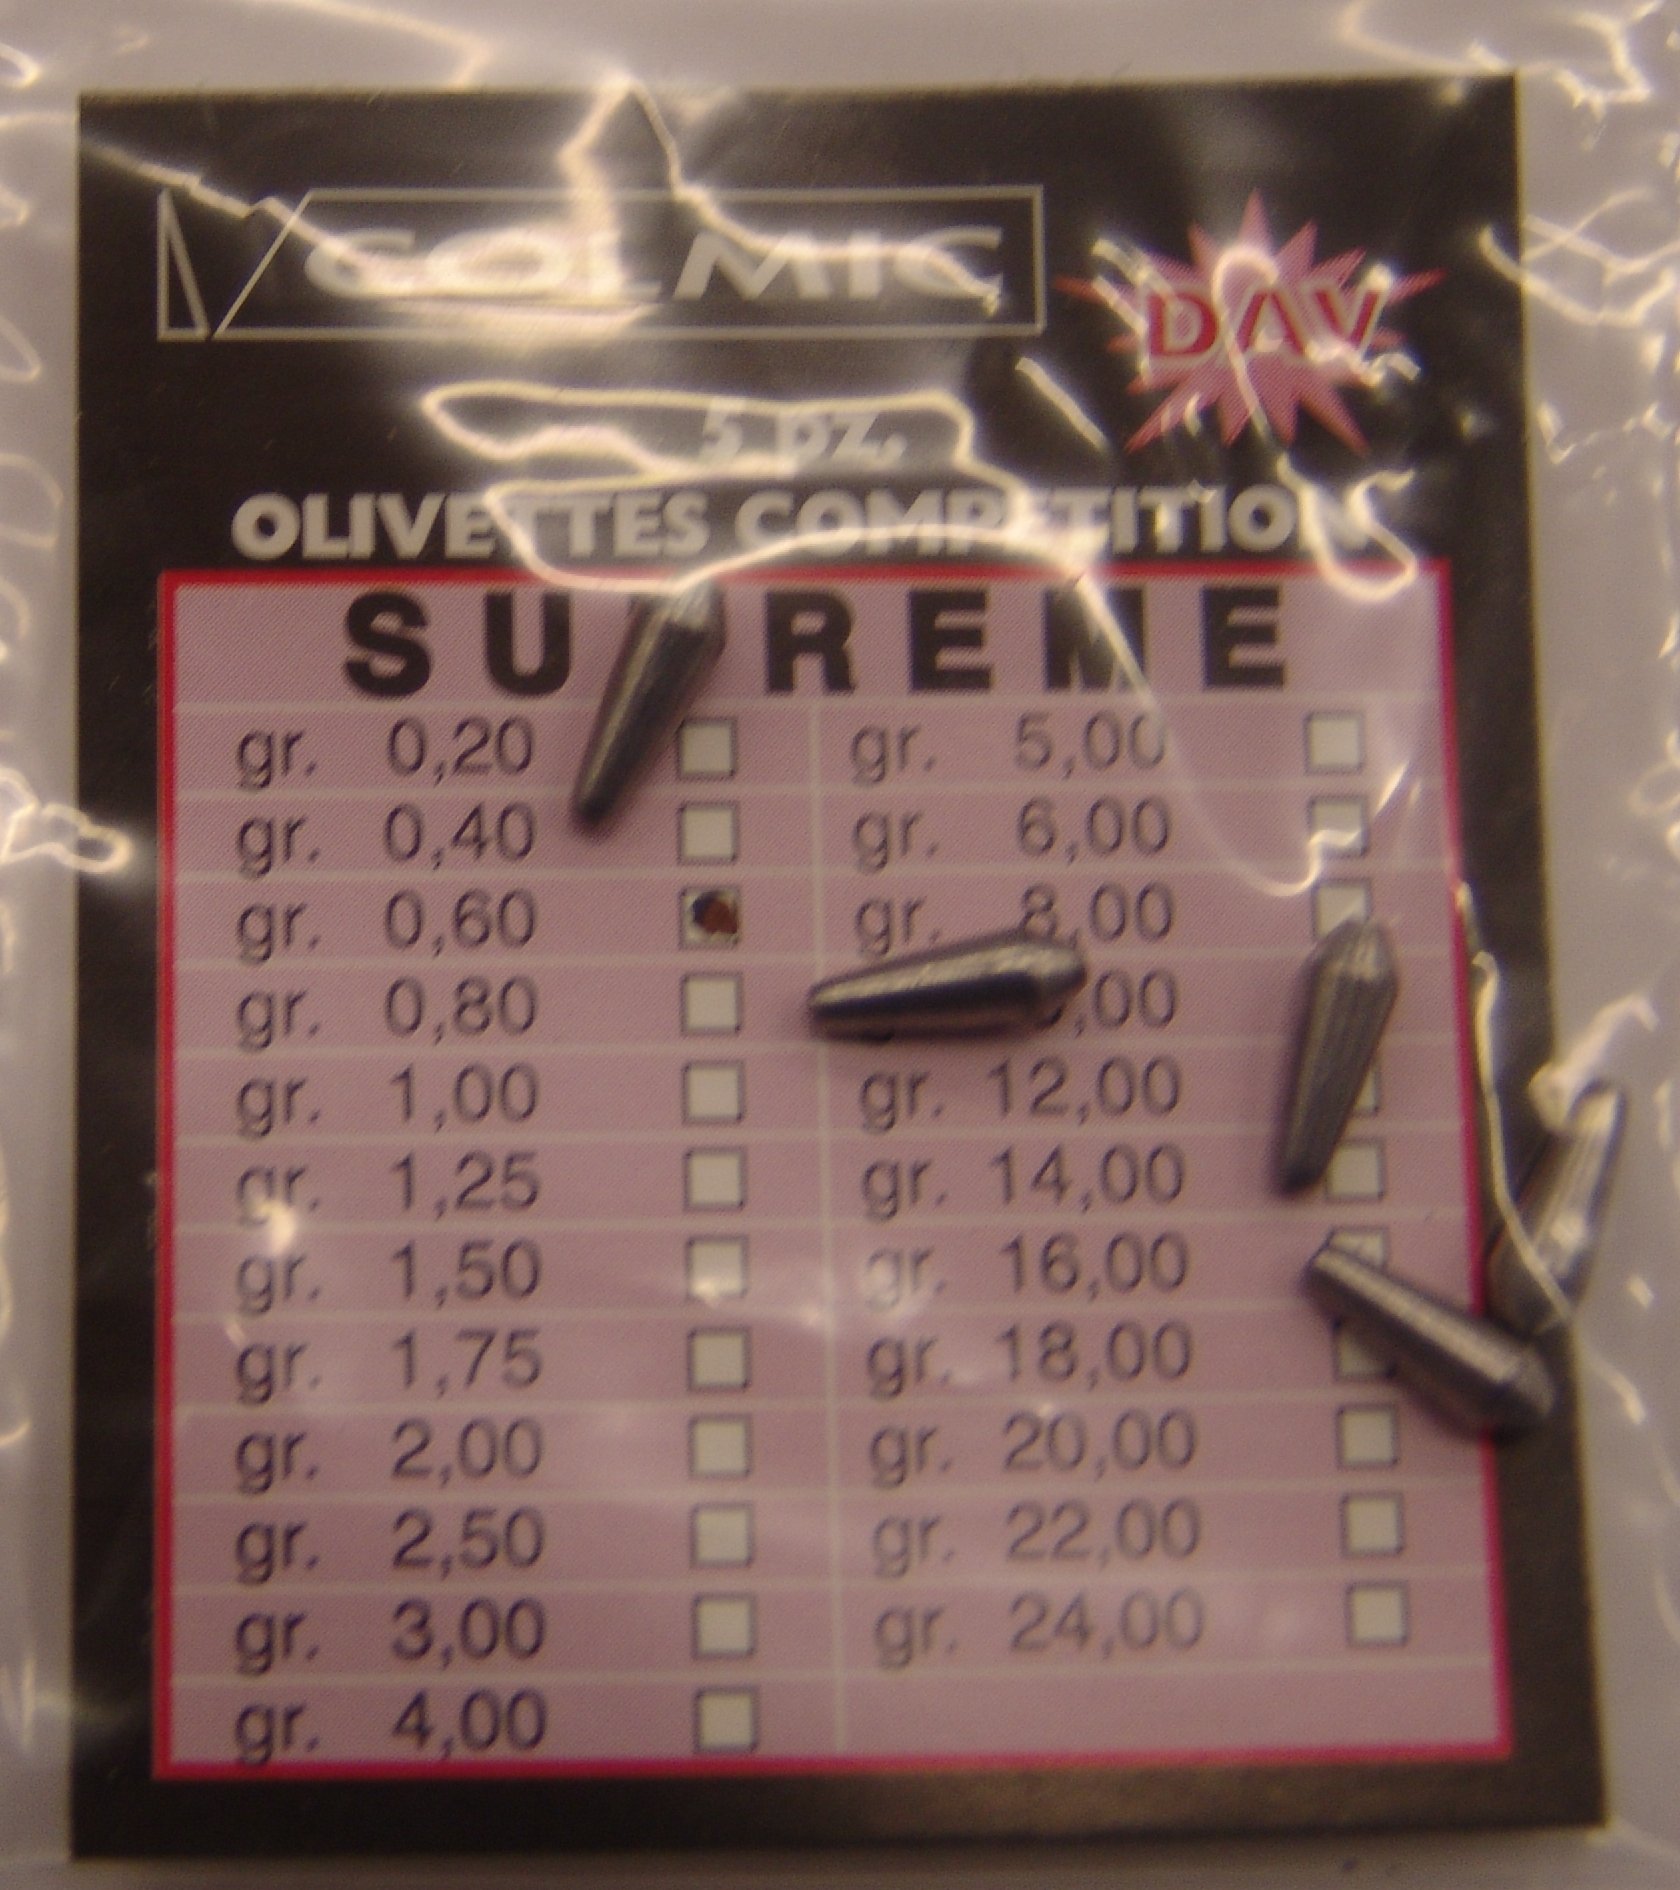 COLMIC
DAV
5 pz.
OLIVETTES COMPETITION
SUPREME
gr. 0,20 gr. 5,00
gr. 0,40 gr. 6,00
gr. 0,60 gr. 8,00
gr. 0,80 ,00
gr. 1,00 gr. 12,00
gr. 1,25 gr. 14,00
gr. 1,50 gr. 16,00
gr. 1,75 gr. 18,00
gr. 2,00 gr. 20,00
gr. 2,50 gr. 22,00
gr. 3,00 gr. 24,00
gr. 4,00